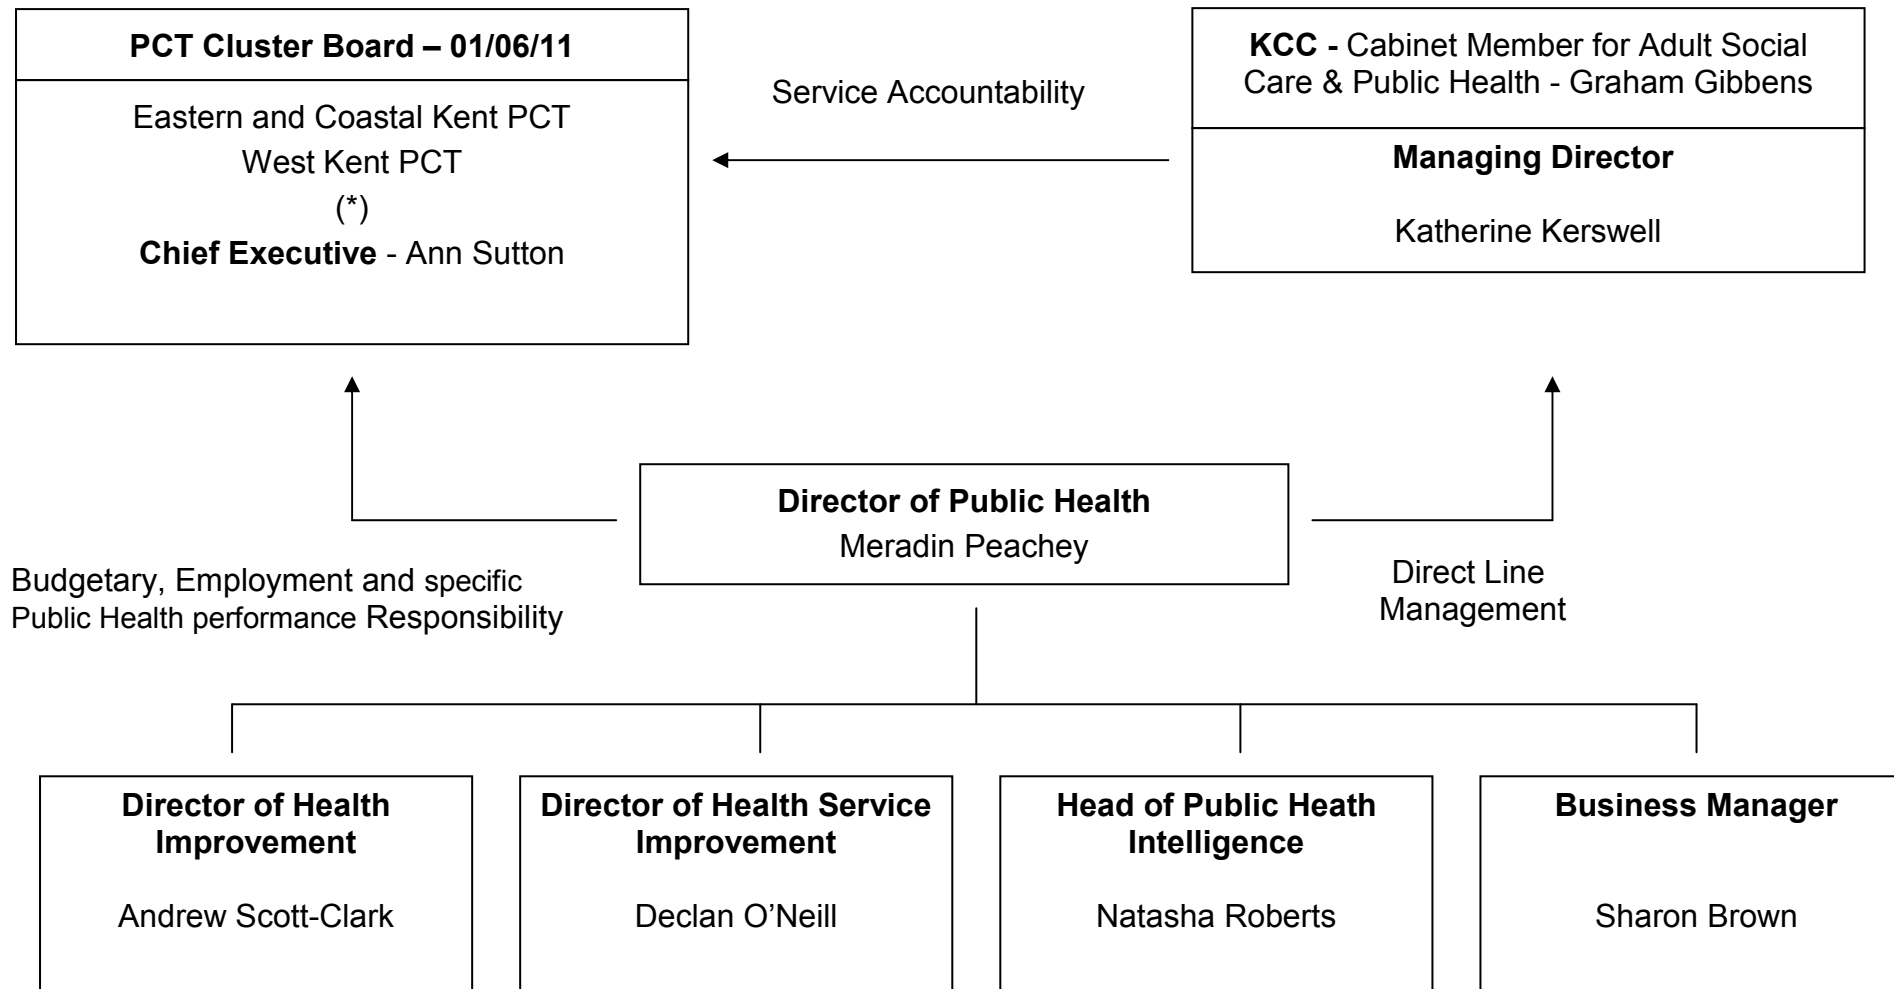 PCT Cluster Board – 01/06/11
Eastern and Coastal Kent PCT
West Kent PCT
(*)
Chief Executive - Ann Sutton
Service Accountability
KCC - Cabinet Member for Adult Social
Care & Public Health - Graham Gibbens
Managing Director
Katherine Kerswell
Director of Public Health
Meradin Peachey
Budgetary, Employment and specific
Public Health performance Responsibility
Direct Line
Management
Director of Health
Improvement
Andrew Scott-Clark
Director of Health Service
Improvement
Declan O’Neill
Head of Public Heath
Intelligence
Natasha Roberts
Business Manager
Sharon Brown